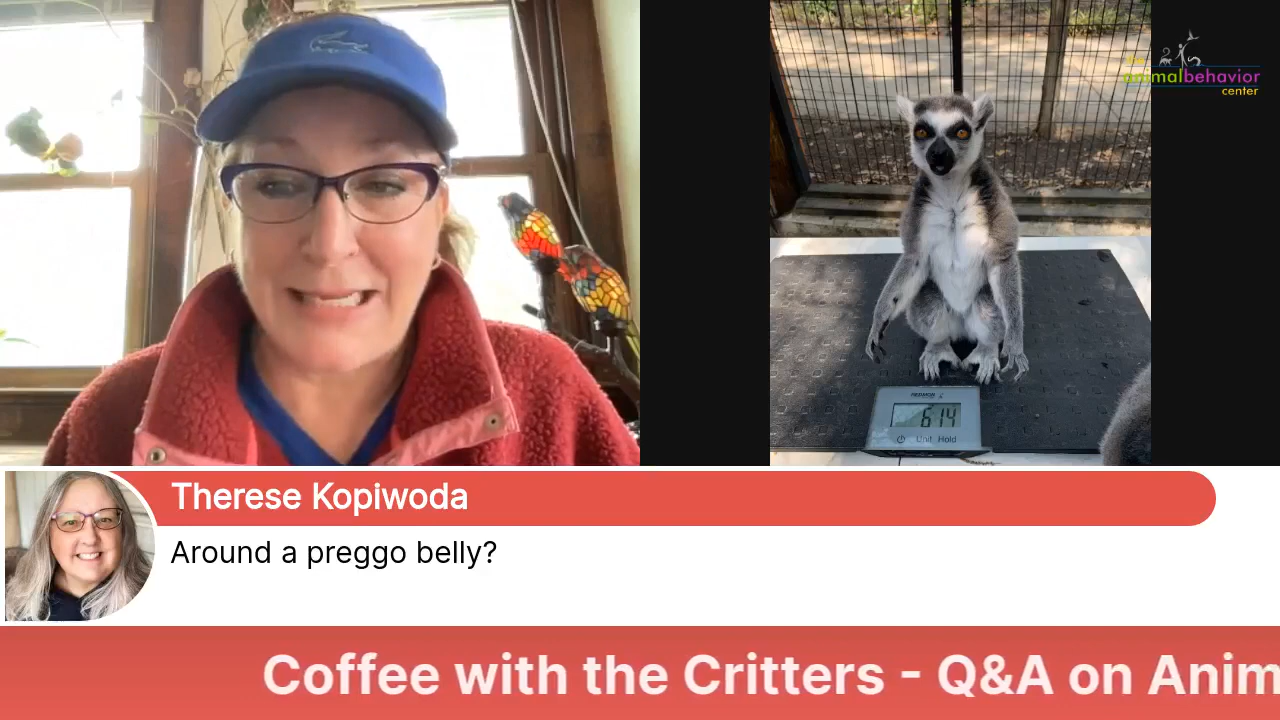 animalbehavior
center
614
Unit Hold
Therese Kopiwoda
Around a preggo belly?
Coffee with the Critters - Q&A on Anim